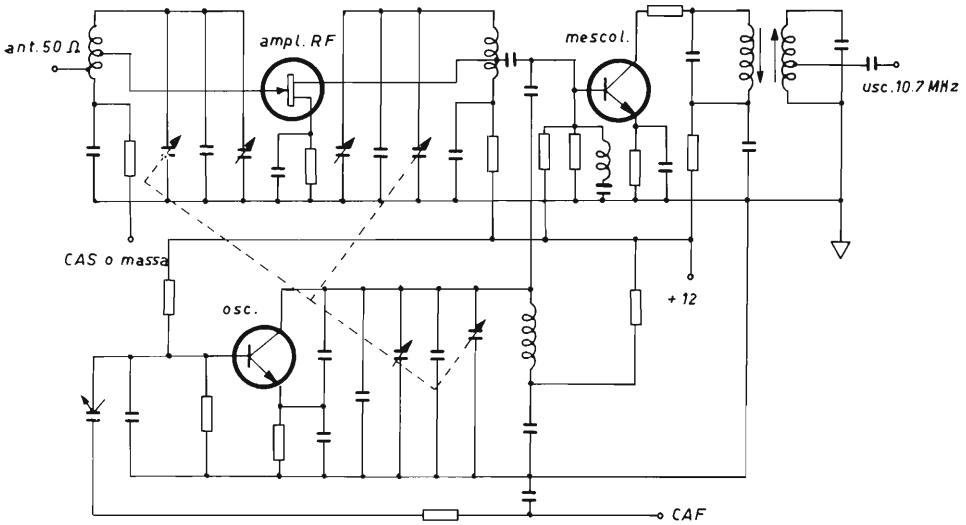 ant. 50 Ω
ampl. RF
mescol.
usc. 10.7 MHz
CAS o massa
+12
osc.
CAF